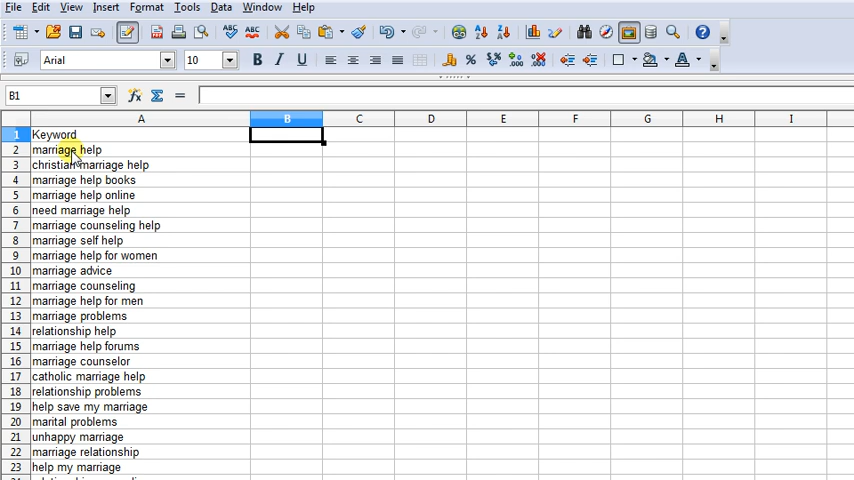 File Edit View Insert Format Tools Data Window Help
Arial 10 B I U
B1
A B C D E F G H I
1 Keyword
2 marriage help
3 christian marriage help
4 marriage help books
5 marriage help online
6 need marriage help
7 marriage counseling help
8 marriage self help
9 marriage help for women
10 marriage advice
11 marriage counseling
12 marriage help for men
13 marriage problems
14 relationship help
15 marriage help forums
16 marriage counselor
17 catholic marriage help
18 relationship problems
19 help save my marriage
20 marital problems
21 unhappy marriage
22 marriage relationship
23 help my marriage